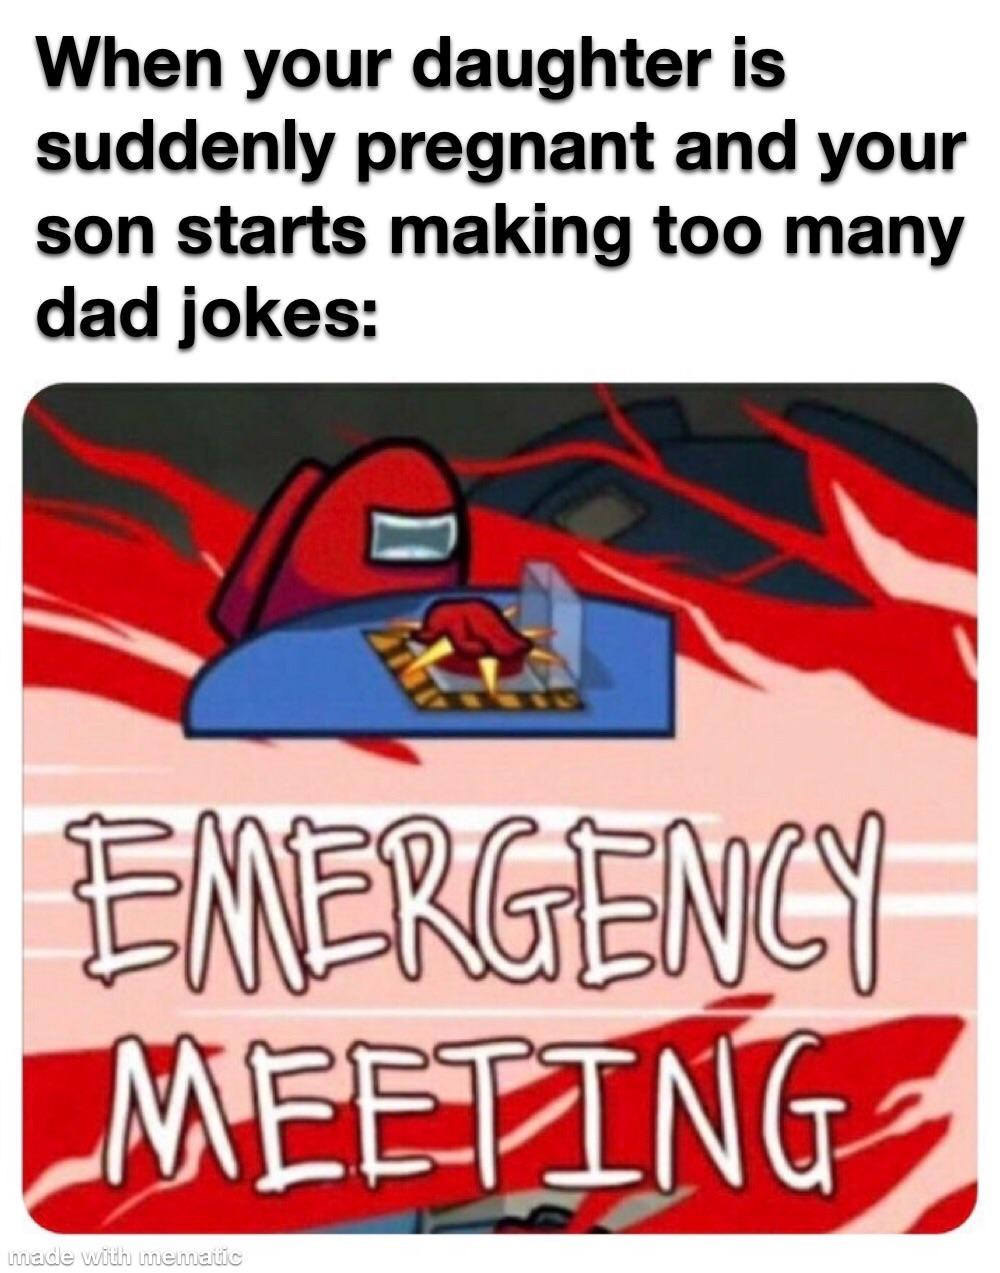 When your daughter is
suddenly pregnant and your
son starts making too many
dad jokes:
EMERGENCY
MEETING
made with mematic